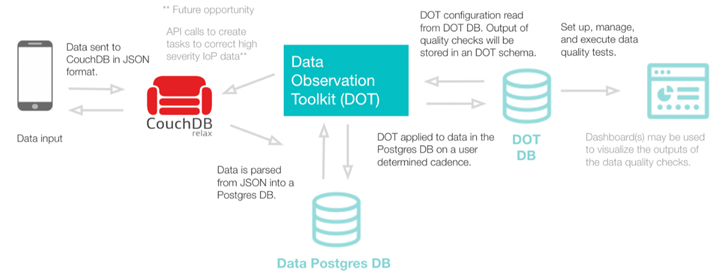 ** Future opportunity
API calls to create
tasks to correct high
severity IoP data**
Data sent to
CouchDB in JSON
format.
Data input
CouchDB
relax
Data
Observation
Toolkit (DOT)
DOT configuration read
from DOT DB. Output of
quality checks will be
stored in an DOT schema.
Set up, manage,
and execute data
quality tests.
DOT applied to data in the
Postgres DB on a user
determined cadence.
DOT
DB
Dashboard(s) may be used
to visualize the outputs of
the data quality checks.
Data is parsed
from JSON into a
Postgres DB.
Data Postgres DB